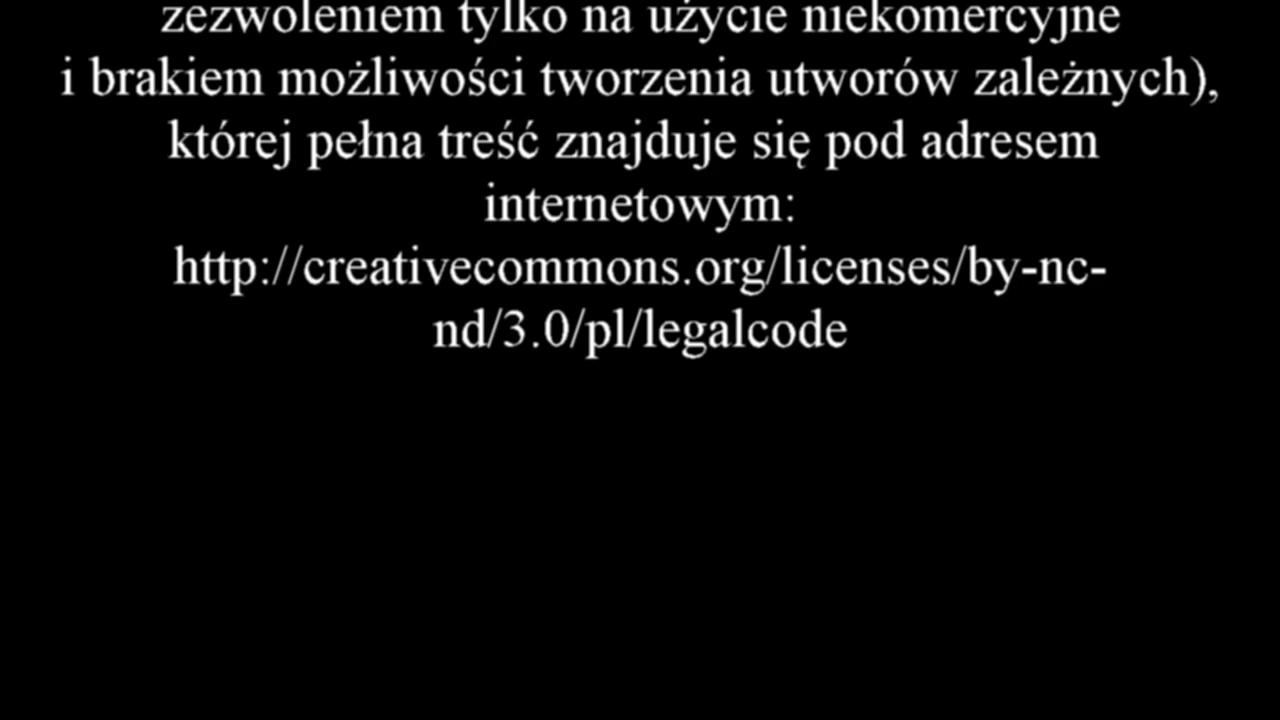 zezwoleniem tylko na użycie niekomercyjne
i brakiem możliwości tworzenia utworów zależnych),
której pełna treść znajduje się pod adresem
internetowym:
http://creativecommons.org/licenses/by-nc-
nd/3.0/pl/legalcode